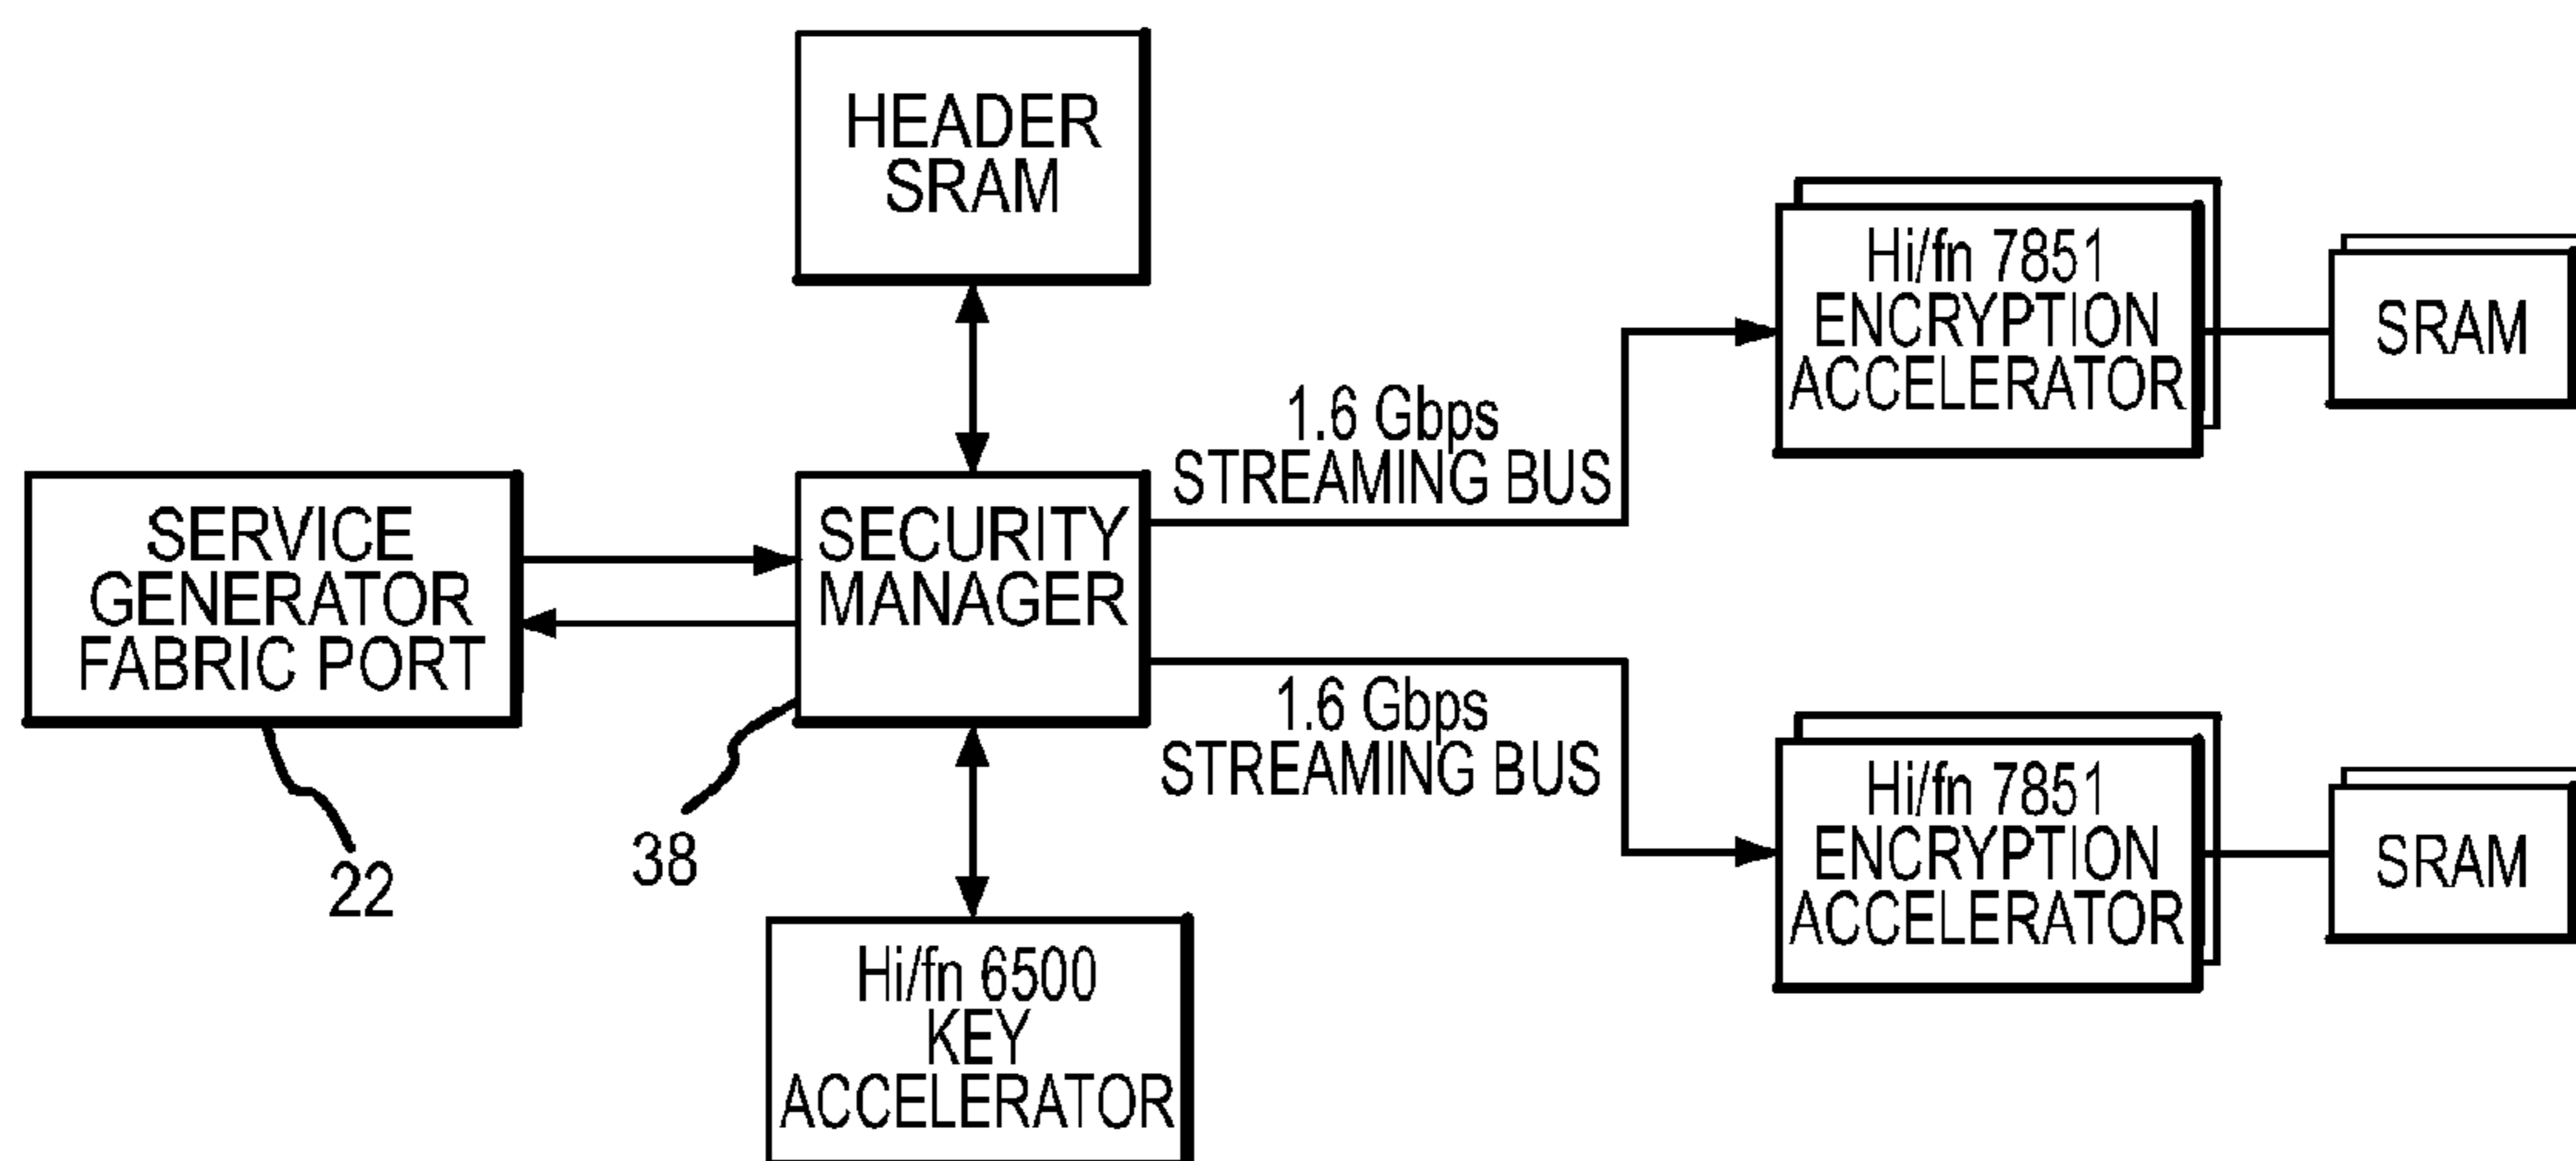 HEADER
SRAM
Hi/fn 7851
ENCRYPTION
ACCELERATOR
SRAM
1.6 Gbps
STREAMING BUS
SERVICE
GENERATOR
FABRIC PORT
SECURITY
MANAGER
1.6 Gbps
STREAMING BUS
Hi/fn 7851
ENCRYPTION
ACCELERATOR
SRAM
22
38
Hi/fn 6500
KEY
ACCELERATOR